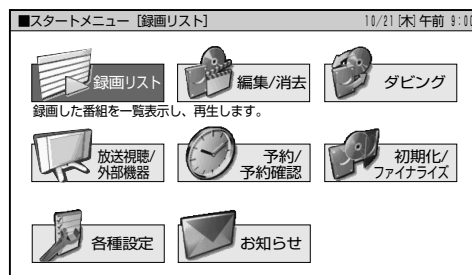 ■スタートメニュー［録画リスト］ 10/21[木]午前 9:00
録画リスト
編集/消去
ダビング
録画した番組を一覧表示し、再生します。
放送視聴/
外部機器
予約/
予約確認
初期化/
ファイナライズ
各種設定
お知らせ